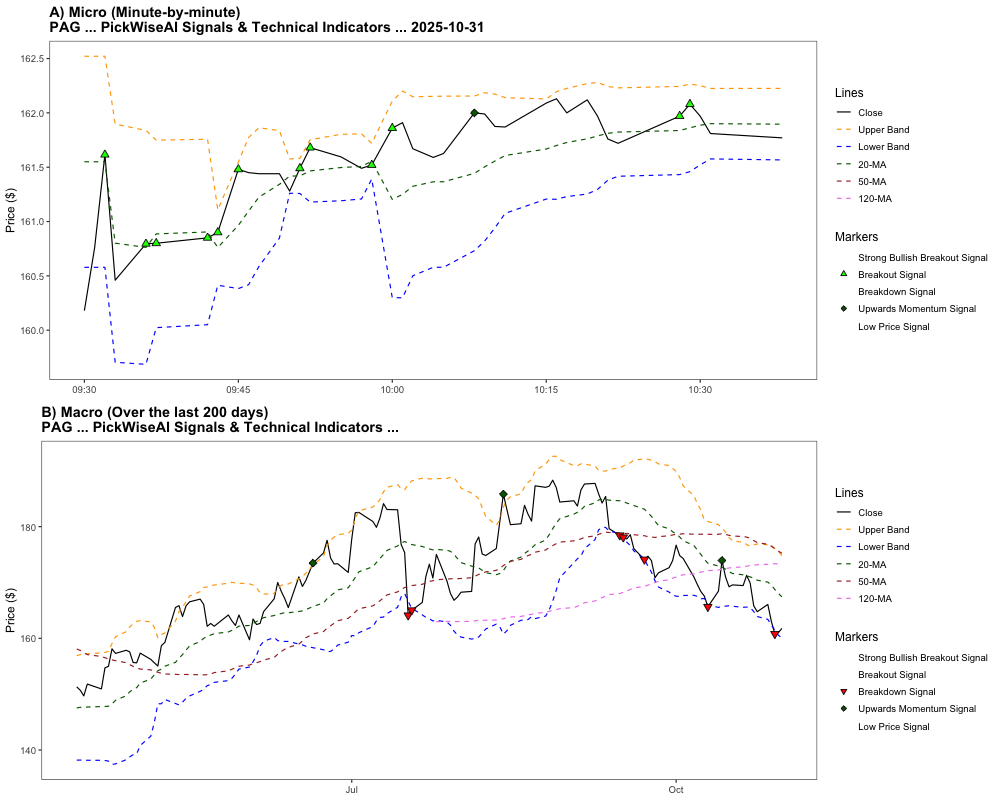 A) Micro (Minute-by-minute)
PAG ... PickWiseAI Signals & Technical Indicators ... 2025-10-31
162.5
162.0
161.5
161.0
160.5
160.0
Price ($)
09:30
09:45
10:00
10:15
10:30
Lines
Close
Upper Band
Lower Band
20-MA
50-MA
120-MA
Markers
Strong Bullish Breakout Signal
Breakout Signal
Breakdown Signal
Upwards Momentum Signal
Low Price Signal
B) Macro (Over the last 200 days)
PAG ... PickWiseAI Signals & Technical Indicators ...
180
160
140
Price ($)
Jul
Oct
Lines
Close
Upper Band
Lower Band
20-MA
50-MA
120-MA
Markers
Strong Bullish Breakout Signal
Breakout Signal
Breakdown Signal
Upwards Momentum Signal
Low Price Signal